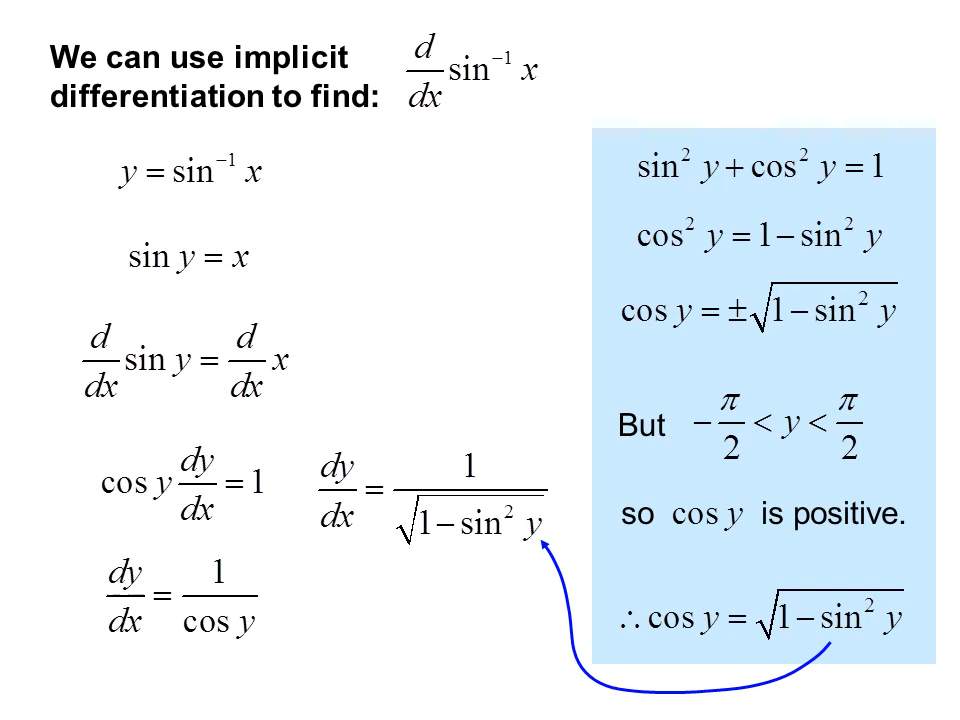 We can use implicit
differentiation to find: d/dx sin⁻¹ x
y = sin⁻¹ x
sin y = x
d/dx sin y = d/dx x
cos y dy/dx = 1
dy/dx = 1/cos y
dy/dx = 1/√(1 − sin² y)
sin² y + cos² y = 1
cos² y = 1 − sin² y
cos y = ±√(1 − sin² y)
But −π/2 < y < π/2
so cos y is positive.
∴ cos y = √(1 − sin² y)